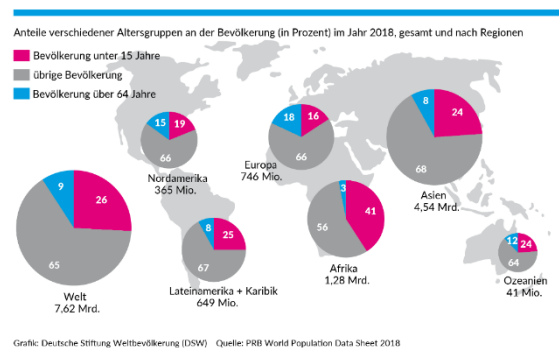 Anteile verschiedener Altersgruppen an der Bevölkerung (in Prozent) im Jahr 2018, gesamt und nach Regionen
Bevölkerung unter 15 Jahre
übrige Bevölkerung
Bevölkerung über 64 Jahre
15 19
66
Nordamerika
365 Mio.
18 16
66
Europa
746 Mio.
8 24
68
Asien
4,54 Mrd.
9 26
65
Welt
7,62 Mrd.
8 25
67
Lateinamerika + Karibik
649 Mio.
3 41
56
Afrika
1,28 Mrd.
12 24
64
Ozeanien
41 Mio.
Grafik: Deutsche Stiftung Weltbevölkerung (DSW) Quelle: PRB World Population Data Sheet 2018